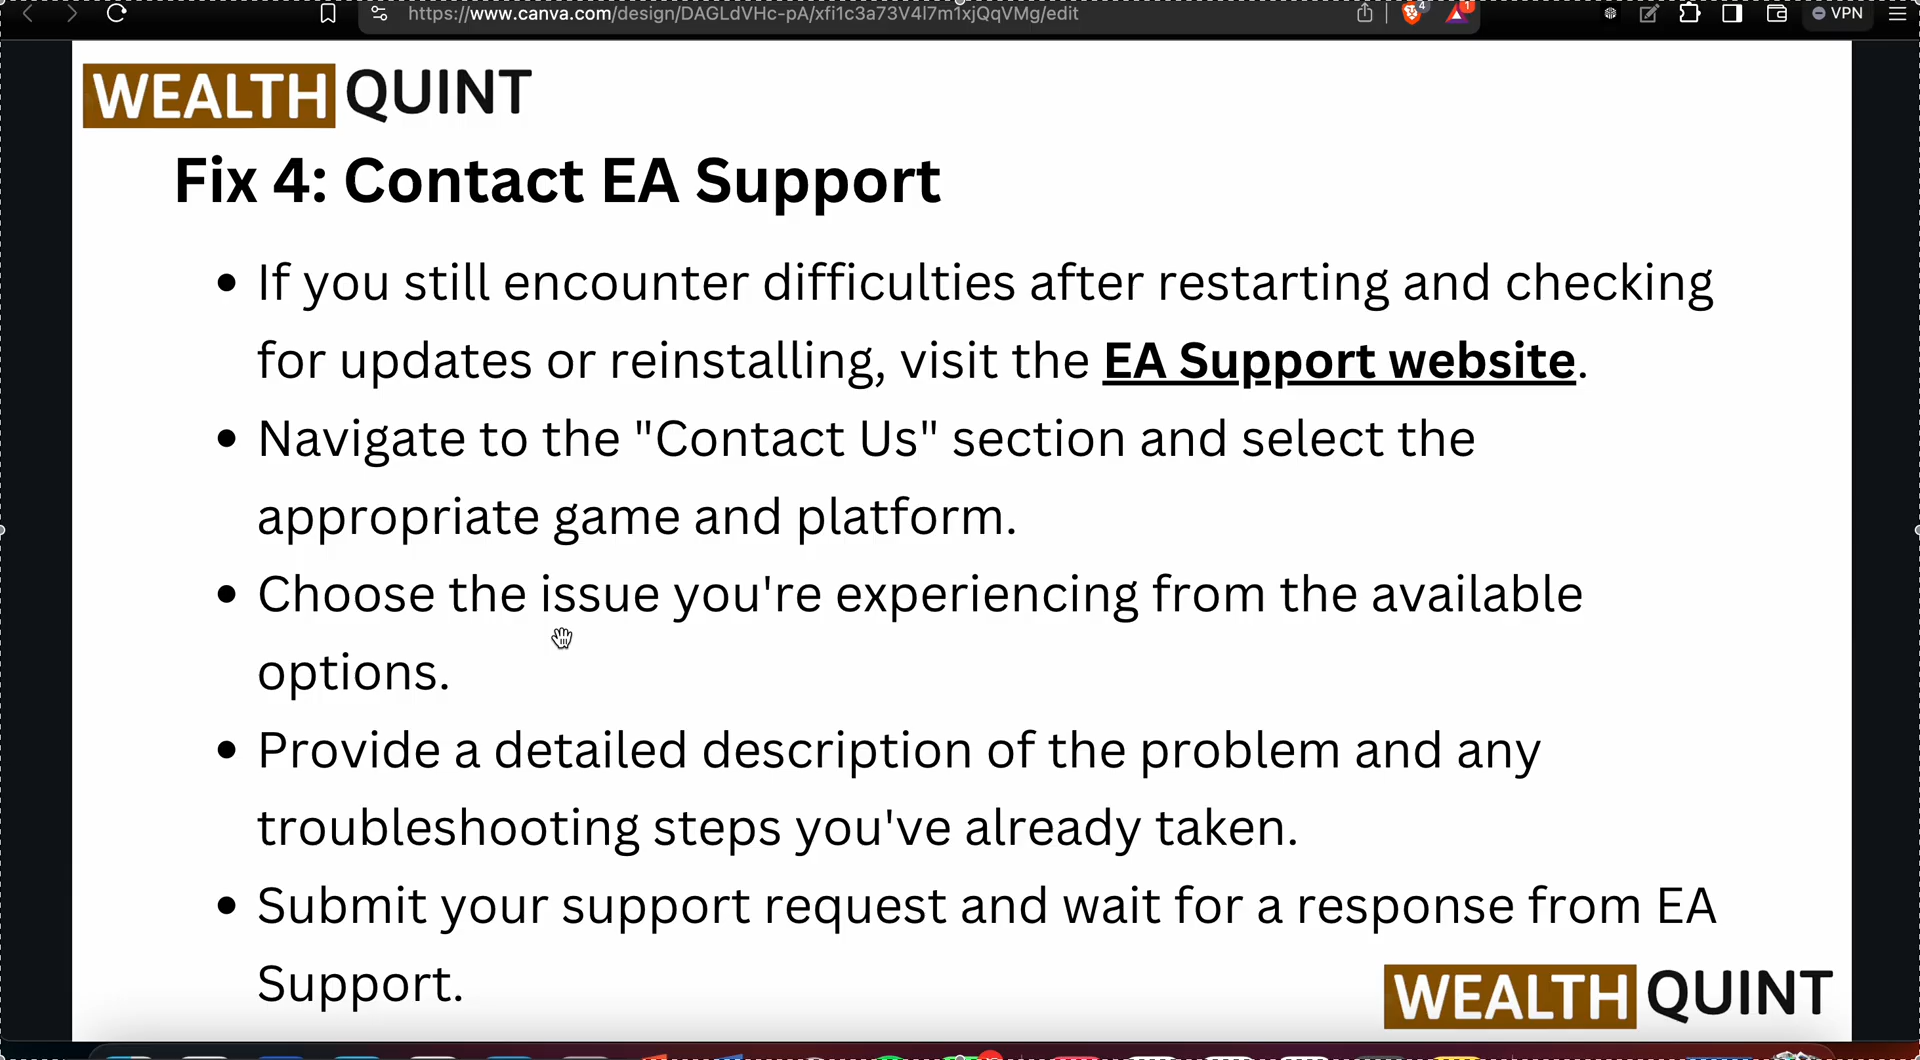 https://www.canva.com/design/DAGLdVHc-pA/xfi1c3a73V4l7m1xjQqVMg/edit
4
1
VPN
WEALTH QUINT
Fix 4: Contact EA Support
• If you still encounter difficulties after restarting and checking
for updates or reinstalling, visit the EA Support website.
• Navigate to the "Contact Us" section and select the
appropriate game and platform.
• Choose the issue you're experiencing from the available
options.
• Provide a detailed description of the problem and any
troubleshooting steps you've already taken.
• Submit your support request and wait for a response from EA
Support.
WEALTH QUINT